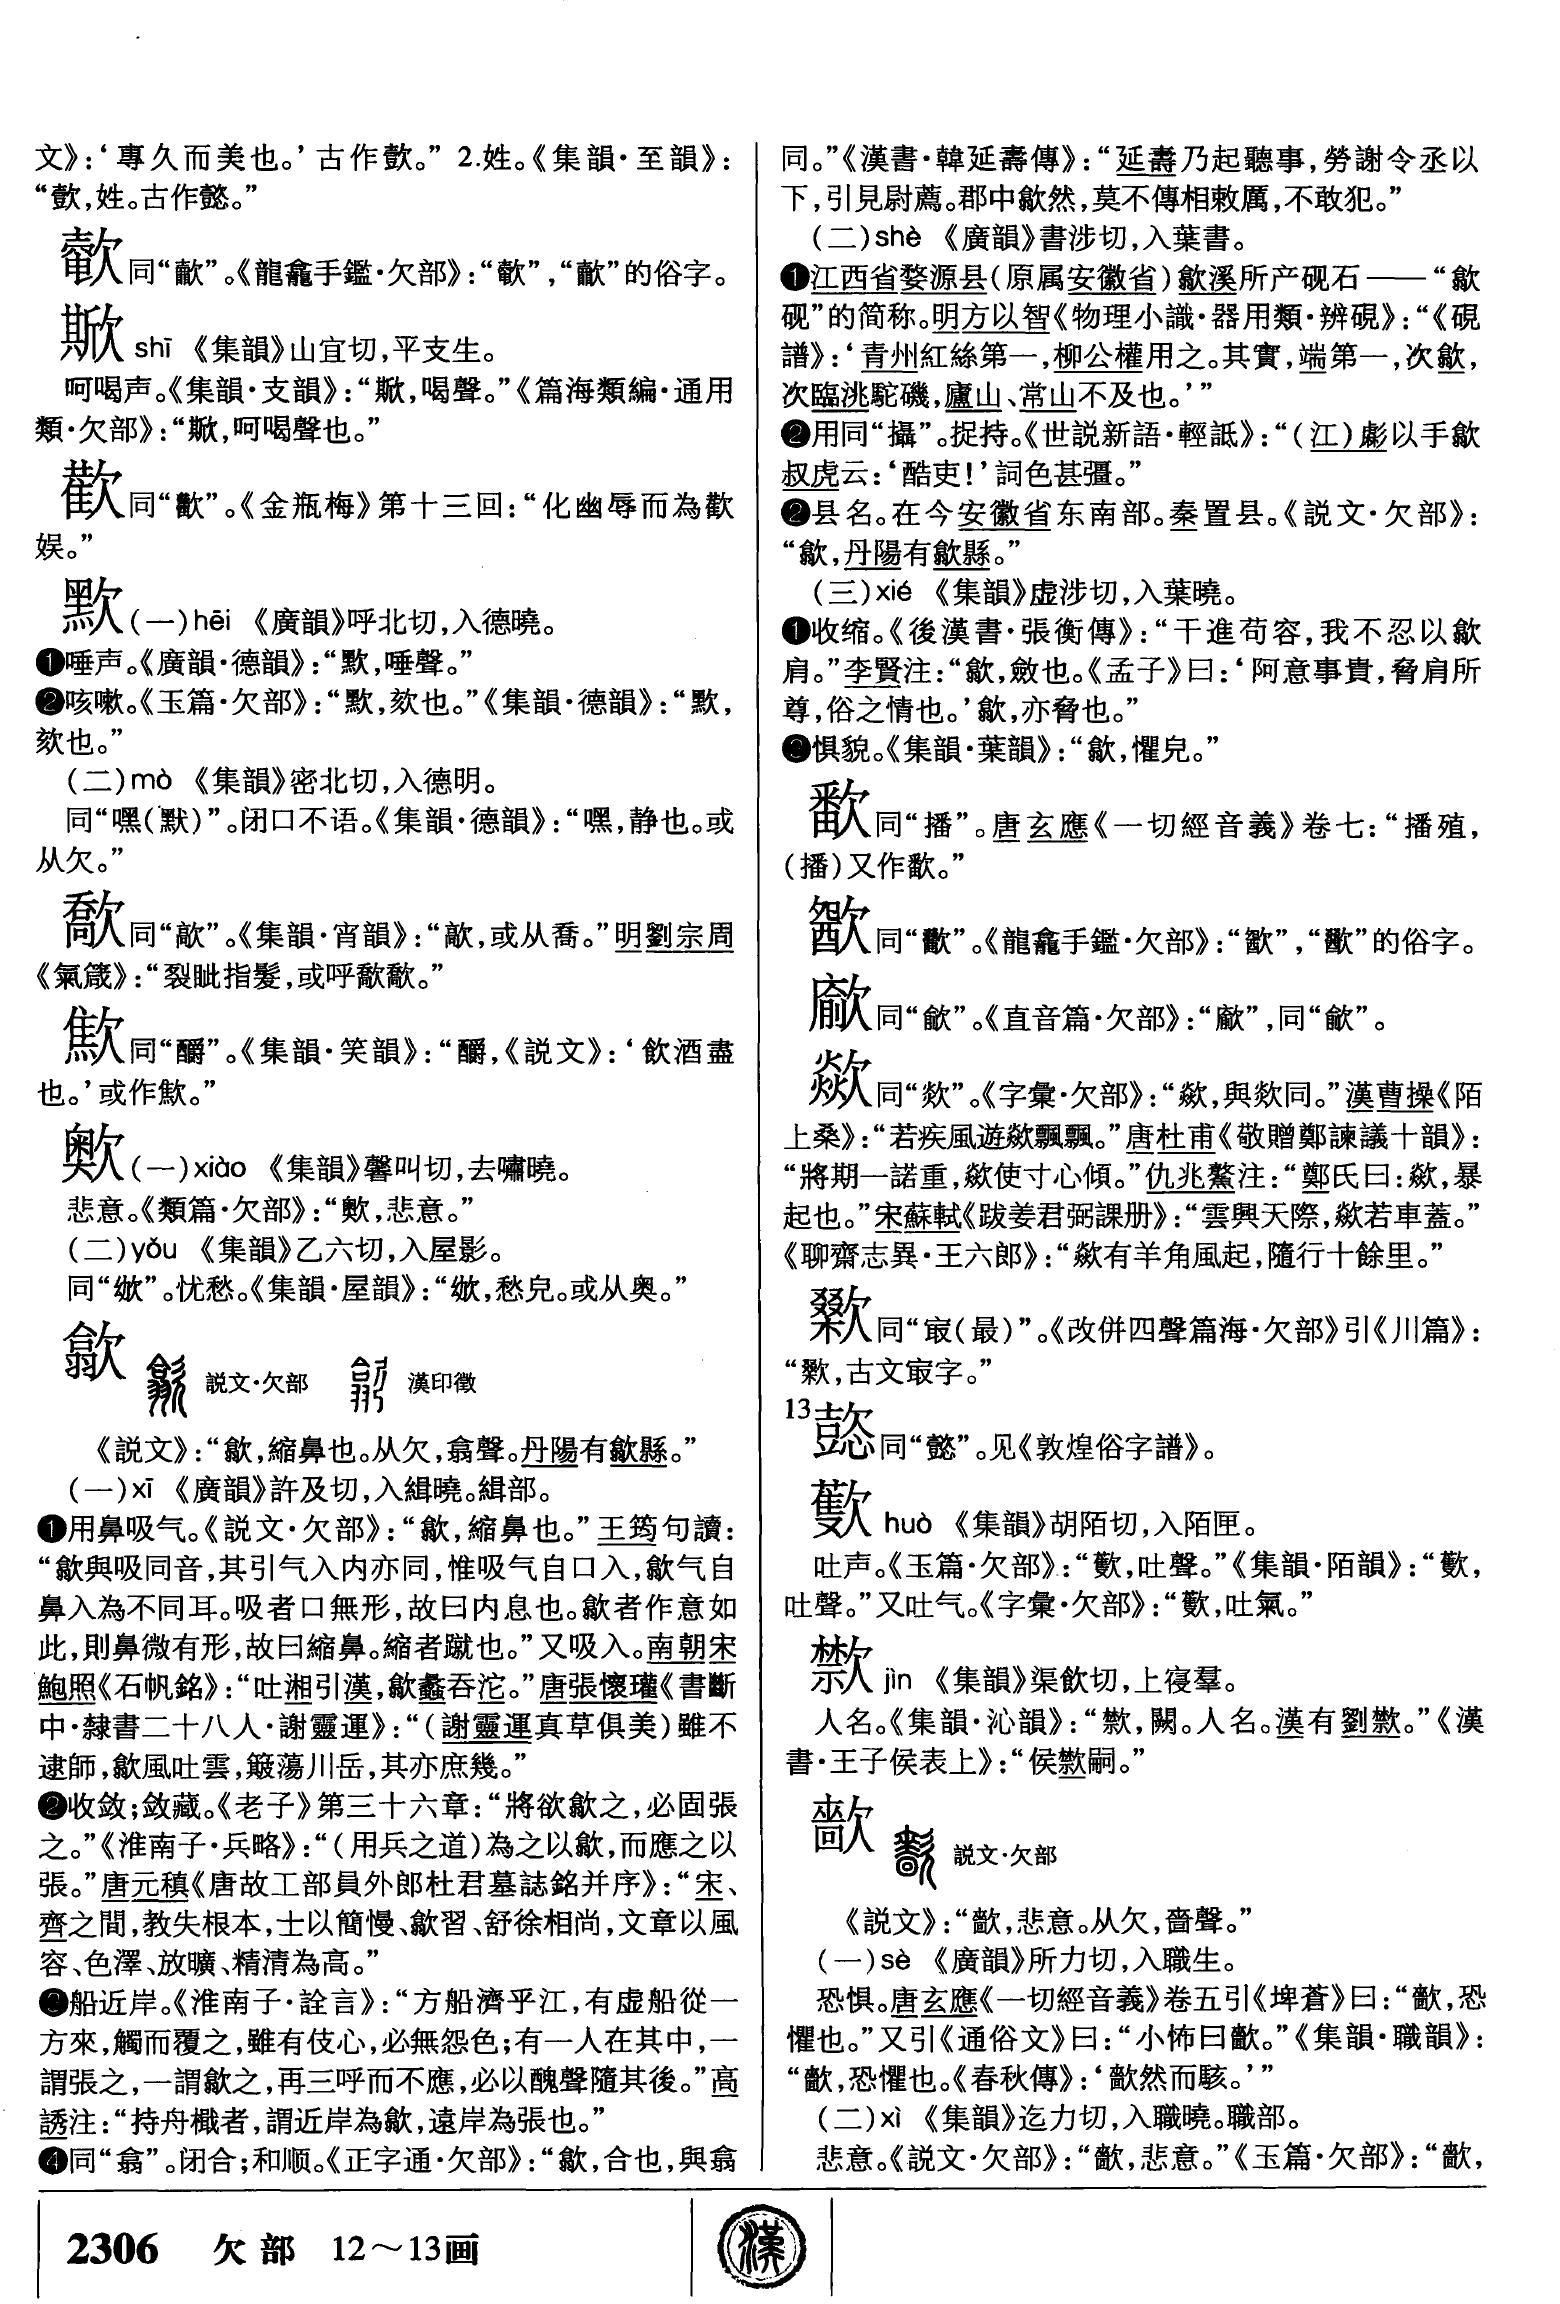 文》：‘專久而美也。’古作歖。” 2.姓。《集韻·至韻》：
“歖，姓。古作懿。”
同“歗”。《龍龕手鑑·欠部》：“”，“”的俗字。
㰉 shī 《集韻》山宜切，平支生。
呵喝声。《集韻·支韻》：“，喝聲。”《篇海類編·通用
類·欠部》：“，呵喝聲也。”
歡同“歡”。《金瓶梅》第十三回：“化幽辱而為歡
娱。”
㱄(一)hēi 《廣韻》呼北切，入德曉。
❶唾声。《廣韻·德韻》：“㱄，唾聲。”
❷咳嗽。《玉篇·欠部》：“㱄，欬也。”《集韻·德韻》：“㱄，
欬也。”
(二)mò 《集韻》密北切，入德明。
同“嘿(默)”。闭口不语。《集韻·德韻》：“嘿，静也。或
从欠。”
歊同“歊”。《集韻·宵韻》：“歊，或从喬。”明劉宗周
《氣箴》：“裂眦指髮，或呼。”
同“釂”。《集韻·笑韻》：“釂，《説文》：‘飲酒盡
也。’或作。”
(一)xiào 《集韻》馨叫切，去嘯曉。
悲意。《類篇·欠部》：“，悲意。”
(二)yǒu 《集韻》乙六切，入屋影。
同“”。忧愁。《集韻·屋韻》：“，愁皃。或从奥。”
歙 説文·欠部 漢印徵
《説文》：“歙，縮鼻也。从欠，翕聲。丹陽有歙縣。”
(一)xī 《廣韻》許及切，入緝曉。緝部。
❶用鼻吸气。《説文·欠部》：“歙，縮鼻也。”王筠句讀：
“歙與吸同音，其引气入内亦同，惟吸气自口入，歙气自
鼻入為不同耳。吸者口無形，故曰内息也。歙者作意如
此，則鼻微有形，故曰縮鼻。縮者蹴也。”又吸入。南朝宋
鮑照《石帆銘》：“吐湘引漢，歙蠡吞沱。”唐張懷瓘《書斷
中·隸書二十八人·謝靈運》：“(謝靈運真草俱美)雖不
逮師，歙風吐雲，簸蕩川岳，其亦庶幾。”
❷收敛；敛藏。《老子》第三十六章：“將欲歙之，必固張
之。”《淮南子·兵略》：“(用兵之道)為之以歙，而應之以
張。”唐元稹《唐故工部員外郎杜君墓誌銘并序》：“宋、
齊之間，教失根本，士以簡慢、歙習、舒徐相尚，文章以風
容、色澤、放曠、精清為高。”
❸船近岸。《淮南子·詮言》：“方船濟乎江，有虚船從一
方來，觸而覆之，雖有伎心，必無怨色；有一人在其中，一
謂張之，一謂歙之，再三呼而不應，必以醜聲隨其後。”高
誘注：“持舟檝者，謂近岸為歙，遠岸為張也。”
❹同“翕”。闭合；和顺。《正字通·欠部》：“歙，合也，與翕
同。”《漢書·韓延壽傳》：“延壽乃起聽事，勞謝令丞以
下，引見尉薦。郡中歙然，莫不傳相敕厲，不敢犯。”
(二)shè 《廣韻》書涉切，入葉書。
❶江西省婺源县(原属安徽省)歙溪所产砚石——“歙
砚”的简称。明方以智《物理小識·器用類·辨硯》：“《硯
譜》：‘青州紅絲第一，柳公權用之。其實，端第一，次歙，
次臨洮鴕磯，廬山、常山不及也。’”
❷用同“攝”。捉持。《世説新語·輕詆》：“(江)彪以手歙
叔虎云：‘酷吏！’詞色甚彊。”
❷县名。在今安徽省东南部。秦置县。《説文·欠部》：
“歙，丹陽有歙縣。”
(三)xié 《集韻》虚涉切，入葉曉。
❶收缩。《後漢書·張衡傳》：“干進苟容，我不忍以歙
肩。”李賢注：“歙，斂也。《孟子》曰：‘阿意事貴，脅肩所
尊，俗之情也。’歙，亦脅也。”
❷惧貌。《集韻·葉韻》：“歙，懼皃。”
同“播”。唐玄應《一切經音義》卷七：“播殖，
(播)又作。”
同“”。《龍龕手鑑·欠部》：“”，“”的俗字。
同“歈”。《直音篇·欠部》：“”，同“歈”。
歘同“欻”。《字彙·欠部》：“歘，與欻同。”漢曹操《陌
上桑》：“若疾風遊歘飄飄。”唐杜甫《敬贈鄭諫議十韻》：
“將期一諾重，歘使寸心傾。”仇兆鰲注：“鄭氏曰：歘，暴
起也。”宋蘇軾《跋姜君弼課册》：“雲興天際，歘若車蓋。”
《聊齋志異·王六郎》：“歘有羊角風起，隨行十餘里。”
同“㝡(最)”。《改併四聲篇海·欠部》引《川篇》：
“，古文㝡字。”
13
同“懿”。见《敦煌俗字譜》。
huò 《集韻》胡陌切，入陌匣。
吐声。《玉篇·欠部》：“，吐聲。”《集韻·陌韻》：“，
吐聲。”又吐气。《字彙·欠部》：“，吐氣。”
jìn 《集韻》渠飲切，上寑羣。
人名。《集韻·沁韻》：“，闕。人名。漢有劉。”《漢
書·王子侯表上》：“侯嗣。”
歮 説文·欠部
《説文》：“㱇，悲意。从欠，嗇聲。”
(一)sè 《廣韻》所力切，入職生。
恐惧。唐玄應《一切經音義》卷五引《埤蒼》曰：“㱇，恐
懼也。”又引《通俗文》曰：“小怖曰㱇。”《集韻·職韻》：
“㱇，恐懼也。《春秋傳》：‘㱇然而駭。’”
(二)xì 《集韻》迄力切，入職曉。職部。
悲意。《説文·欠部》：“㱇，悲意。”《玉篇·欠部》：“㱇，
2306 欠部 12～13画
漢